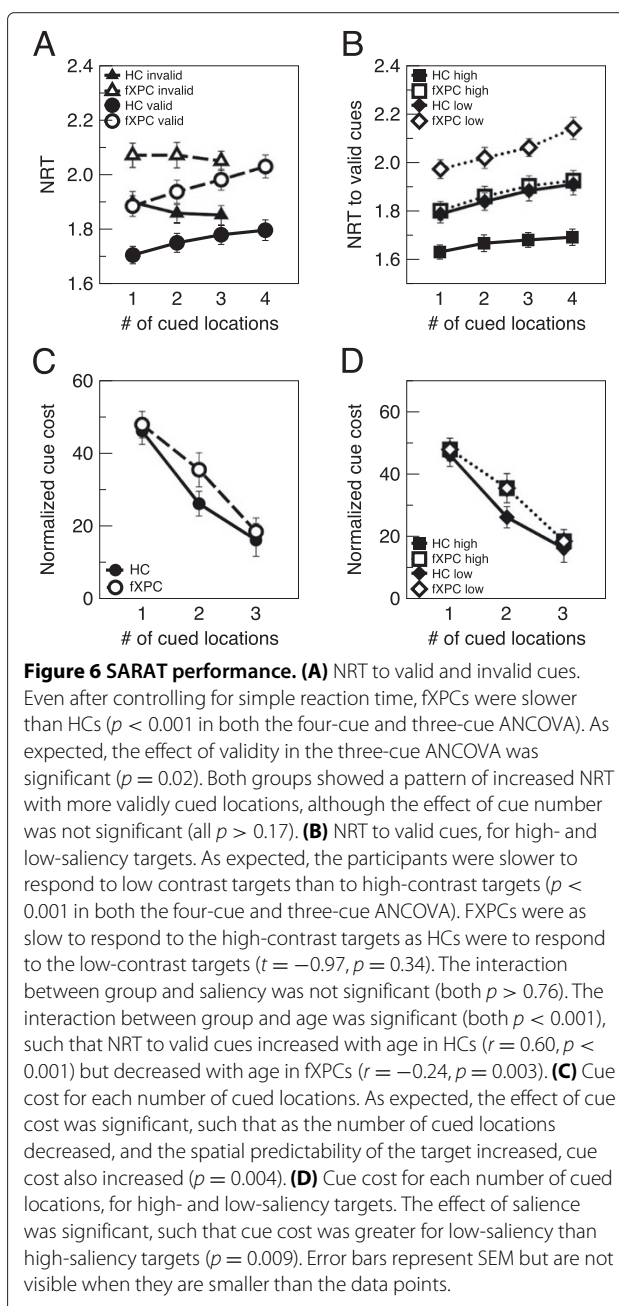 A
B
NRT
2.4
2.2
2.0
1.8
1.6
HC invalid
fXPC invalid
HC valid
fXPC valid
1 2 3 4
# of cued locations
NRT to valid cues
2.4
2.2
2.0
1.8
1.6
HC high
fXPC high
HC low
fXPC low
1 2 3 4
# of cued locations
C
D
Normalized cue cost
60
40
20
0
HC
fXPC
1 2 3
# of cued locations
Normalized cue cost
60
40
20
0
HC high
fXPC high
HC low
fXPC low
1 2 3
# of cued locations
Figure 6 SARAT performance. (A) NRT to valid and invalid cues.
Even after controlling for simple reaction time, fXPCs were slower
than HCs (p < 0.001 in both the four-cue and three-cue ANCOVA). As
expected, the effect of validity in the three-cue ANCOVA was
significant (p = 0.02). Both groups showed a pattern of increased NRT
with more validly cued locations, although the effect of cue number
was not significant (all p > 0.17). (B) NRT to valid cues, for high- and
low-saliency targets. As expected, the participants were slower to
respond to low contrast targets than to high-contrast targets (p <
0.001 in both the four-cue and three-cue ANCOVA). FXPCs were as
slow to respond to the high-contrast targets as HCs were to respond
to the low-contrast targets (t = −0.97, p = 0.34). The interaction
between group and saliency was not significant (both p > 0.76). The
interaction between group and age was significant (both p < 0.001),
such that NRT to valid cues increased with age in HCs (r = 0.60, p <
0.001) but decreased with age in fXPCs (r = −0.24, p = 0.003). (C) Cue
cost for each number of cued locations. As expected, the effect of cue
cost was significant, such that as the number of cued locations
decreased, and the spatial predictability of the target increased, cue
cost also increased (p = 0.004). (D) Cue cost for each number of cued
locations, for high- and low-saliency targets. The effect of salience
was significant, such that cue cost was greater for low-saliency than
high-saliency targets (p = 0.009). Error bars represent SEM but are not
visible when they are smaller than the data points.